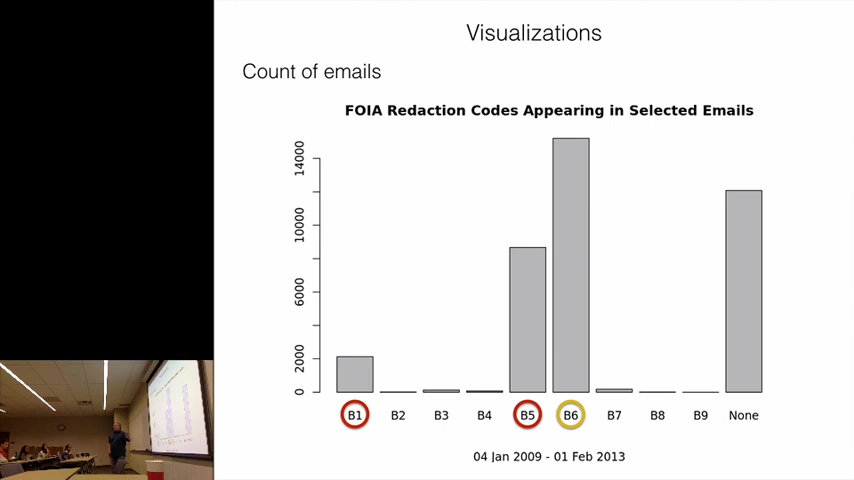 Visualizations
Count of emails
FOIA Redaction Codes Appearing in Selected Emails
14000
10000
6000
2000
0
B1 B2 B3 B4 B5 B6 B7 B8 B9 None
04 Jan 2009 - 01 Feb 2013